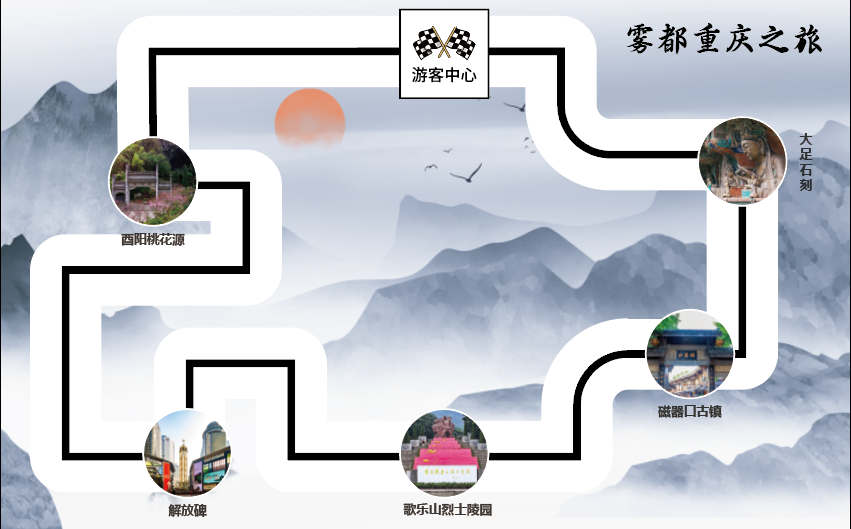 雾都重庆之旅
游客中心
大足石刻
酉阳桃花源
磁器口古镇
解放碑
歌乐山烈士陵园